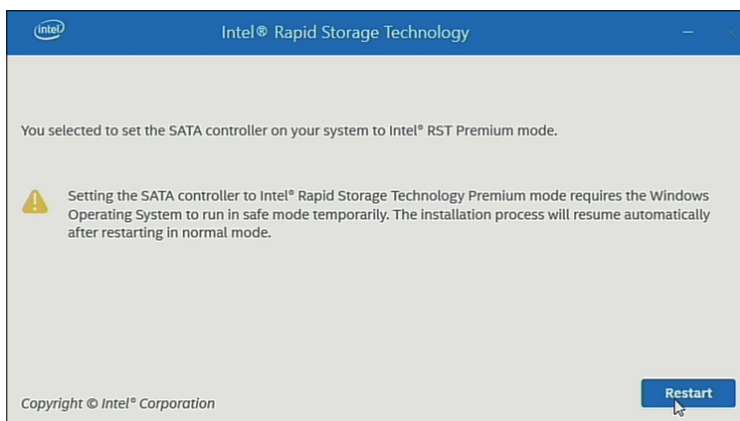 intel
Intel® Rapid Storage Technology
You selected to set the SATA controller on your system to Intel® RST Premium mode.
Setting the SATA controller to Intel® Rapid Storage Technology Premium mode requires the Windows
Operating System to run in safe mode temporarily. The installation process will resume automatically
after restarting in normal mode.
Restart
Copyright © Intel® Corporation